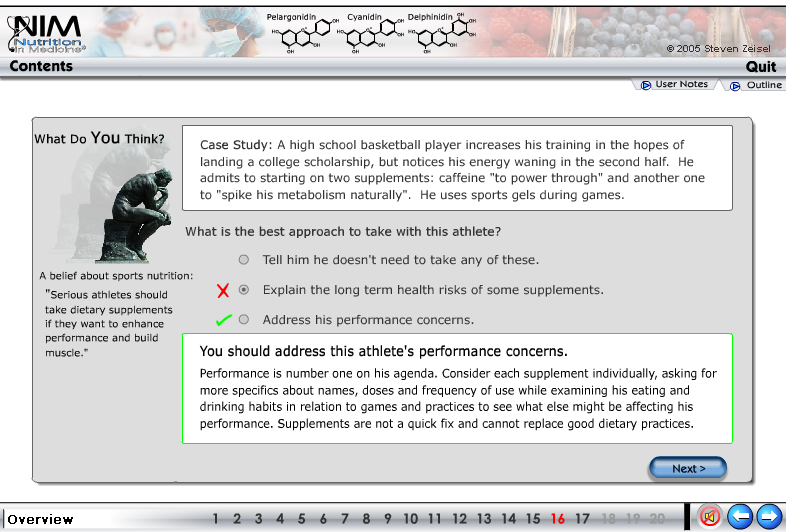 NIM
Nutrition
in Medicine®
Pelargonidin
Cyanidin
Delphinidin
© 2005 Steven Zeisel
Contents
Quit
User Notes
Outline
What Do You Think?
Case Study: A high school basketball player increases his training in the hopes of
landing a college scholarship, but notices his energy waning in the second half. He
admits to starting on two supplements: caffeine "to power through" and another one
to "spike his metabolism naturally". He uses sports gels during games.
What is the best approach to take with this athlete?
Tell him he doesn't need to take any of these.
Explain the long term health risks of some supplements.
Address his performance concerns.
A belief about sports nutrition:
"Serious athletes should
take dietary supplements
if they want to enhance
performance and build
muscle."
You should address this athlete's performance concerns.
Performance is number one on his agenda. Consider each supplement individually, asking for
more specifics about names, doses and frequency of use while examining his eating and
drinking habits in relation to games and practices to see what else might be affecting his
performance. Supplements are not a quick fix and cannot replace good dietary practices.
Next >
Overview
1 2 3 4 5 6 7 8 9 10 11 12 13 14 15 16 17 18 19 20